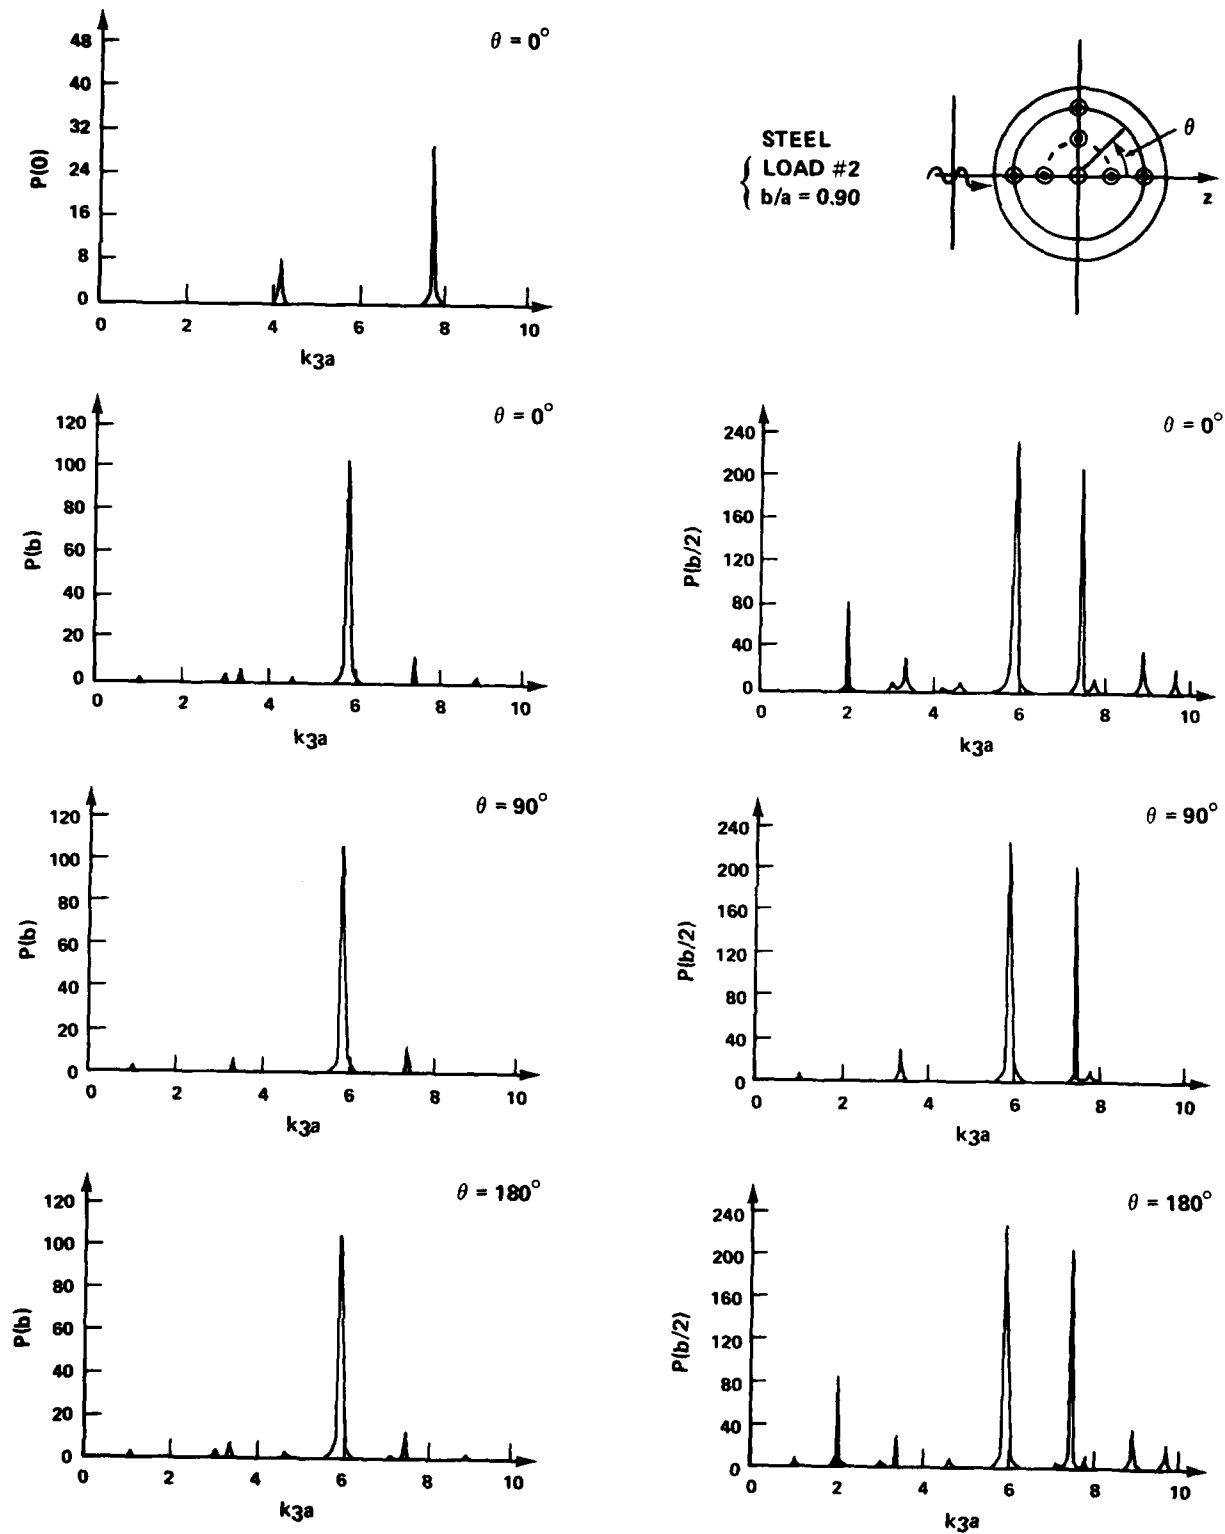 θ = 0°
48
40
32
24
16
8
0
P(0)
0 2 4 6 8 10
k3a
STEEL
LOAD #2
b/a = 0.90
θ
z
θ = 0°
120
100
80
60
40
20
0
P(b)
0 2 4 6 8 10
k3a
θ = 0°
240
200
160
120
80
40
0
P(b/2)
0 2 4 6 8 10
k3a
θ = 90°
120
100
80
60
40
20
0
P(b)
0 2 4 6 8 10
k3a
θ = 90°
240
200
160
120
80
40
0
P(b/2)
0 2 4 6 8 10
k3a
θ = 180°
120
100
80
60
40
20
0
P(b)
0 2 4 6 8 10
k3a
θ = 180°
240
200
160
120
80
40
0
P(b/2)
0 2 4 6 8 10
k3a